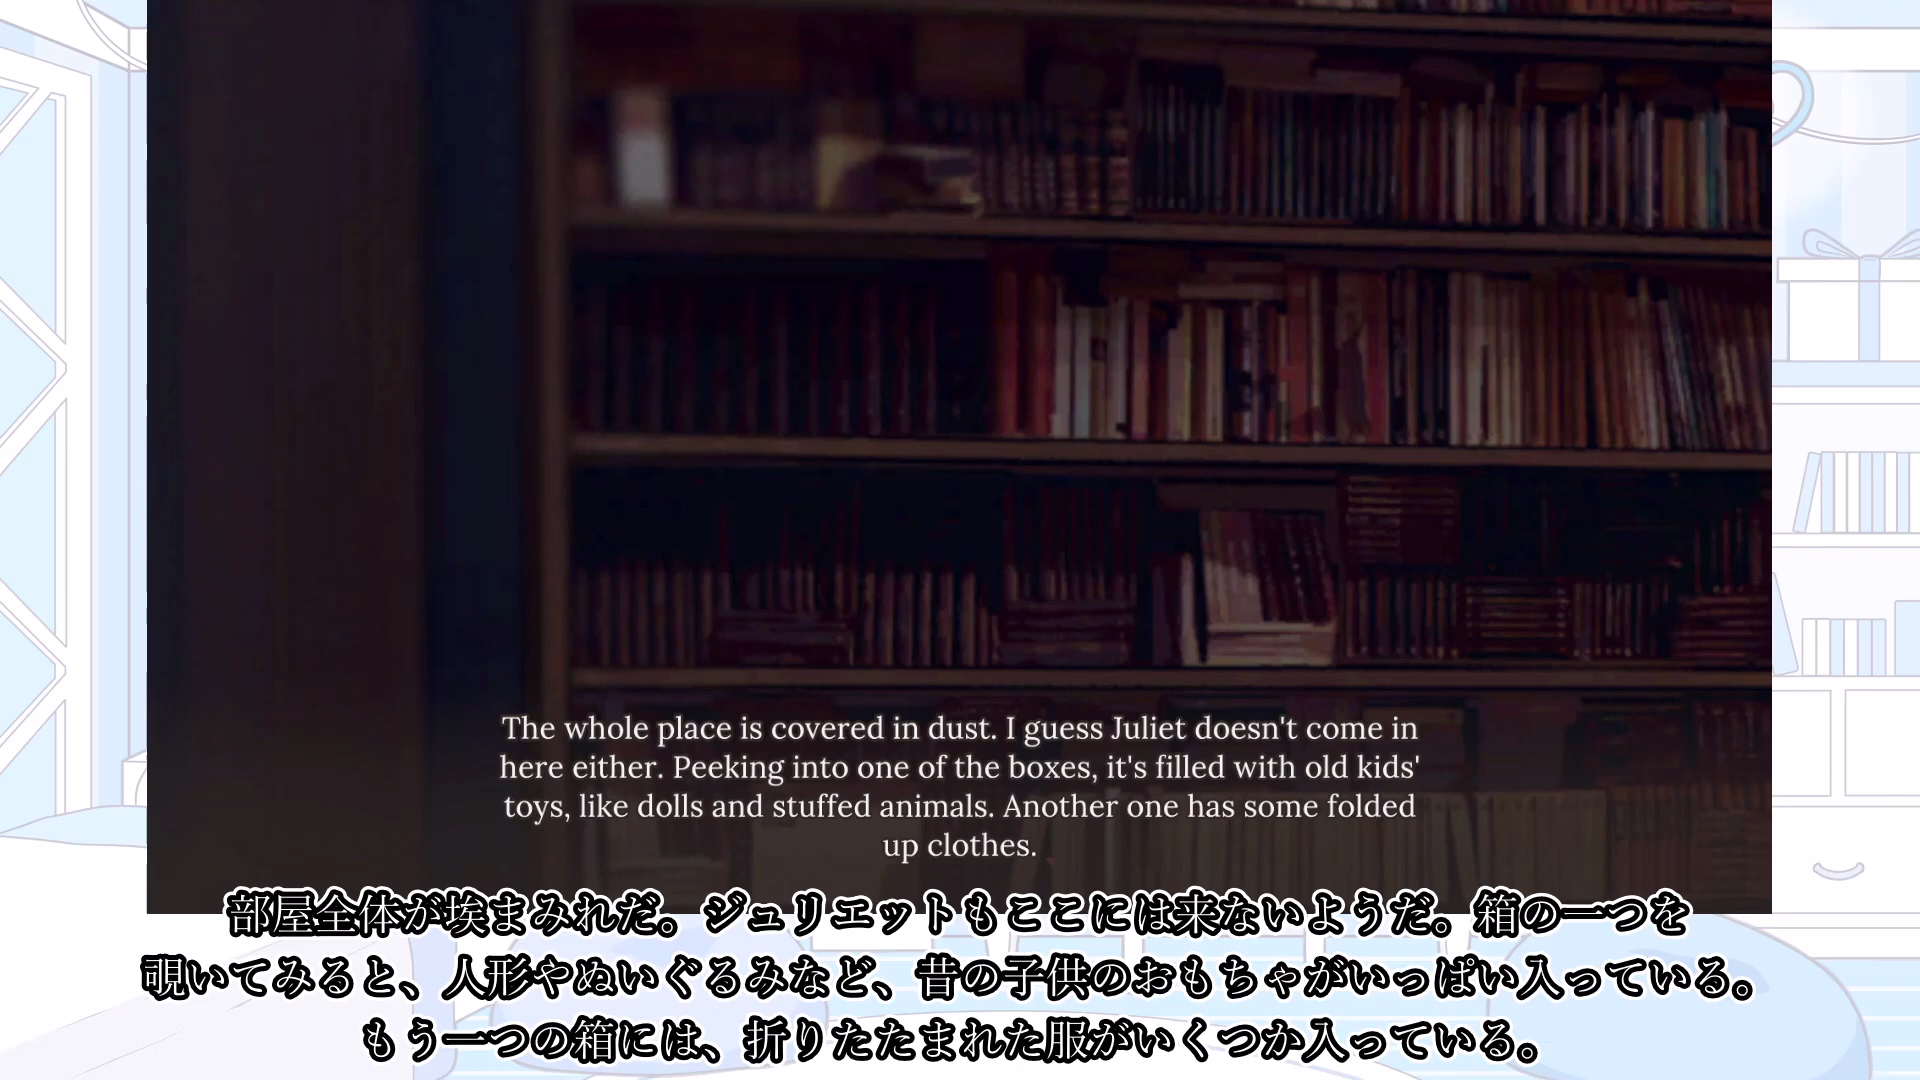 The whole place is covered in dust. I guess Juliet doesn't come in
here either. Peeking into one of the boxes, it's filled with old kids'
toys, like dolls and stuffed animals. Another one has some folded
up clothes.
部屋全体が埃まみれだ。ジュリエットもここには来ないようだ。箱の一つを
覗いてみると、人形やぬいぐるみなど、昔の子供のおもちゃがいっぱい入っている。
もう一つの箱には、折りたたまれた服がいくつか入っている。